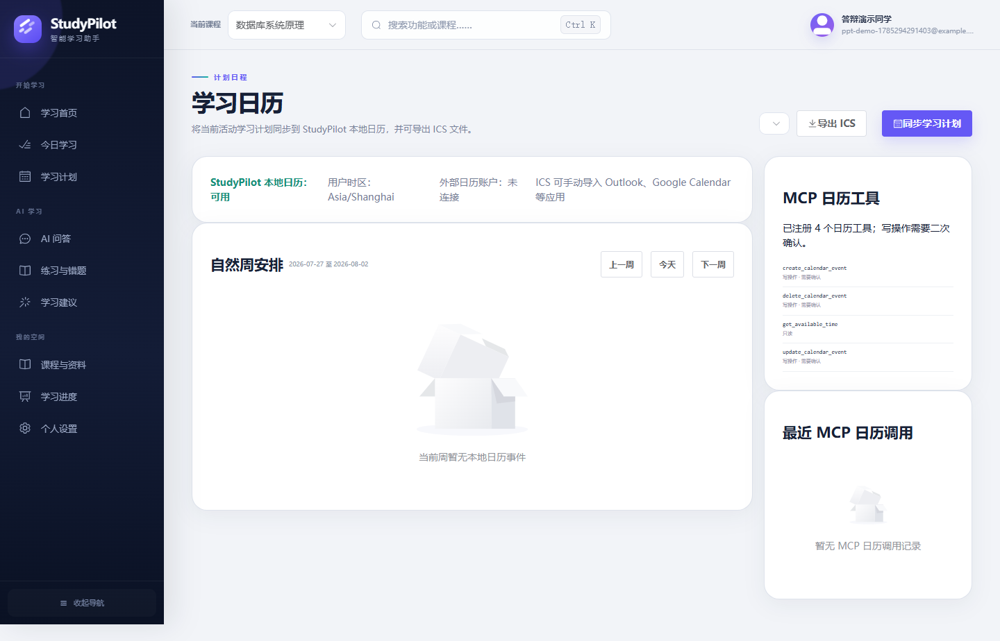 StudyPilot
智能学习助手
开始学习
学习首页
今日学习
学习计划
AI 学习
AI 问答
练习与错题
学习建议
我的空间
课程与资料
学习进度
个人设置
收起导航
当前课程
数据库系统原理
搜索功能或课程......
Ctrl K
答辩演示同学
ppt-demo-1785294291403@example....
计划日程
学习日历
将当前活动学习计划同步到 StudyPilot 本地日历，并可导出 ICS 文件。
导出 ICS
同步学习计划
StudyPilot 本地日历：
可用
用户时区：
Asia/Shanghai
外部日历账户：未
连接
ICS 可手动导入 Outlook、Google Calendar
等应用
自然周安排
2026-07-27 至 2026-08-02
上一周
今天
下一周
当前周暂无本地日历事件
MCP 日历工具
已注册 4 个日历工具；写操作需要二次
确认。
create_calendar_event
写操作 · 需要确认
delete_calendar_event
写操作 · 需要确认
get_available_time
只读
update_calendar_event
写操作 · 需要确认
最近 MCP 日历调用
暂无 MCP 日历调用记录